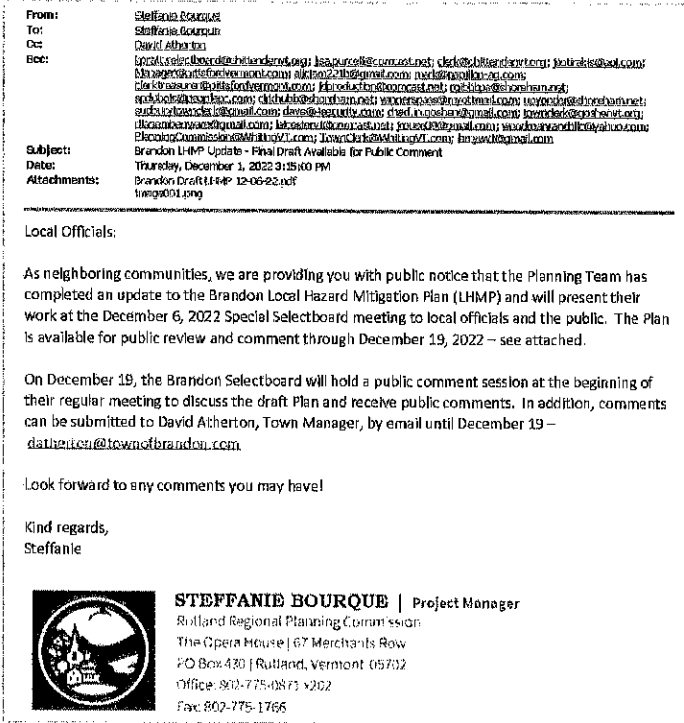 From: Steffanie Bourque
To: Steffanie Bourque
Cc: David Atherton
Bcc:
Subject: Brandon LHMP Update - Final Draft Available for Public Comment
Date: Thursday, December 1, 2022 3:15:00 PM
Attachments: Brandon Draft LHMP 12-06-22.pdf
image001.png
Local Officials:
As neighboring communities, we are providing you with public notice that the Planning Team has
completed an update to the Brandon Local Hazard Mitigation Plan (LHMP) and will present their
work at the December 6, 2022 Special Selectboard meeting to local officials and the public. The Plan
is available for public review and comment through December 19, 2022 – see attached.
On December 19, the Brandon Selectboard will hold a public comment session at the beginning of
their regular meeting to discuss the draft Plan and receive public comments. In addition, comments
can be submitted to David Atherton, Town Manager, by email until December 19 –
datherton@townofbrandon.com
Look forward to any comments you may have!
Kind regards,
Steffanie
STEFFANIE BOURQUE | Project Manager
Rutland Regional Planning Commission
The Opera House | 67 Merchants Row
PO Box 430 | Rutland, Vermont 05702
Office: 802-775-0871 x202
Fax: 802-775-1766